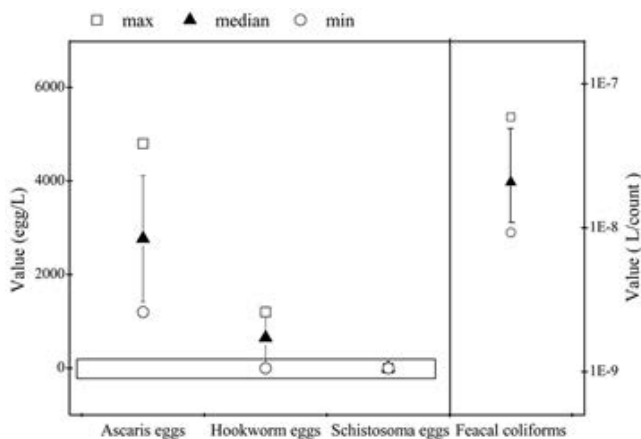 max median min
Value (egg/L)
6000
4000
2000
0
1E-7
1E-8
1E-9
Value ( L/count)
Ascaris eggs Hookworm eggs Schistosoma eggs Feacal coliforms